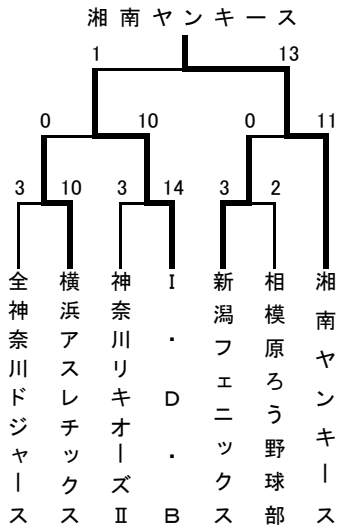 湘南ヤンキース
1 13
0 10 0 11
3 10 3 14 3 2
全神奈川ドジャース
横浜アスレチックス
神奈川リキオーズⅡ
I・D・B
新潟フェニックス
相模原ろう野球部
湘南ヤンキース